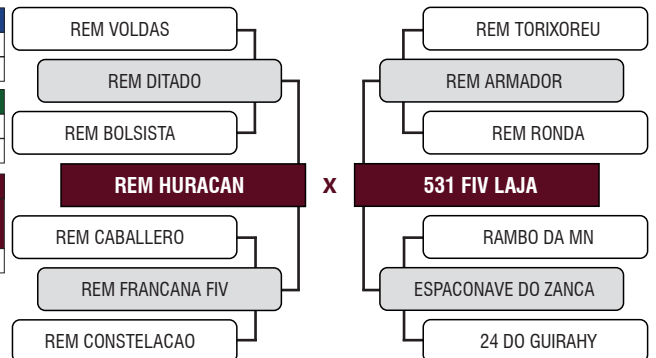 REM VOLDAS
REM DITADO
REM BOLSISTA
REM HURACAN
REM CABALLERO
REM FRANCANA FIV
REM CONSTELACAO
X
REM TORIXOREU
REM ARMADOR
REM RONDA
531 FIV LAJA
RAMBO DA MN
ESPACONAVE DO ZANCA
24 DO GUIRAHY